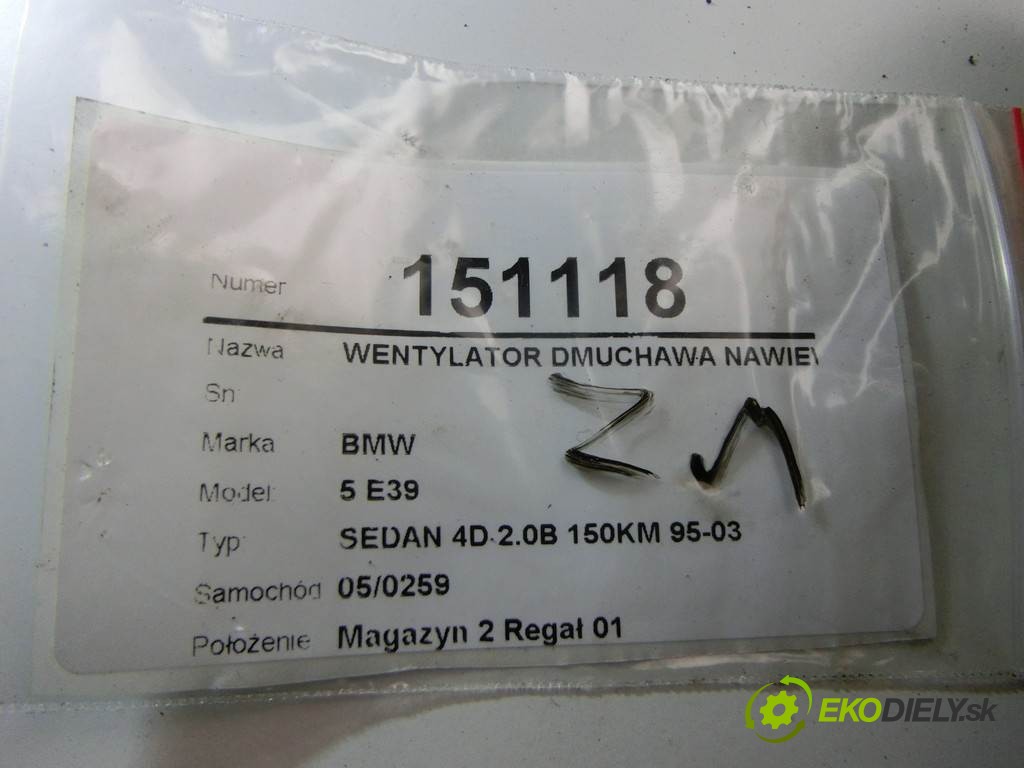 Numer 151118
Nazwa WENTYLATOR DMUCHAWA NAWIEW
Sn
Marka BMW
Model: 5 E39
Typ SEDAN 4D 2.0B 150KM 95-03
Samochód 05/0259
Położenie Magazyn 2 Regał 01
EKODIELY.sk